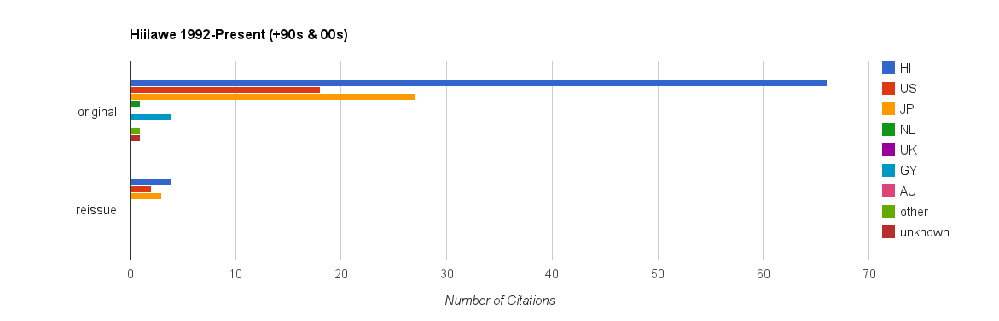 Hiilawe 1992-Present (+90s & 00s)
original
reissue
0 10 20 30 40 50 60 70
Number of Citations
HI
US
JP
NL
UK
GY
AU
other
unknown